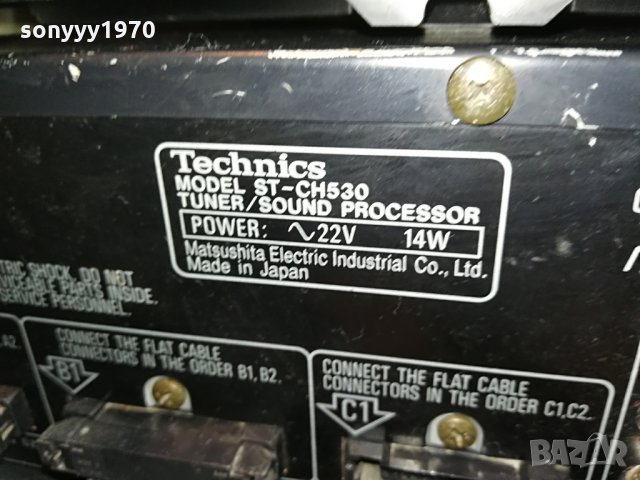 sonyyy1970
Technics
MODEL ST-CH530
TUNER/SOUND PROCESSOR
POWER: ∿22V 14W
Matsushita Electric Industrial Co., Ltd.
Made in Japan
TRIC SHOCK, DO NOT
VICEABLE PARTS INSIDE.
SERVICE PERSONNEL.
CONNECT THE FLAT CABLE
CONNECTORS IN THE ORDER B1, B2.
B1
CONNECT THE FLAT CABLE
CONNECTORS IN THE ORDER C1,C2.
C1
BAZAR